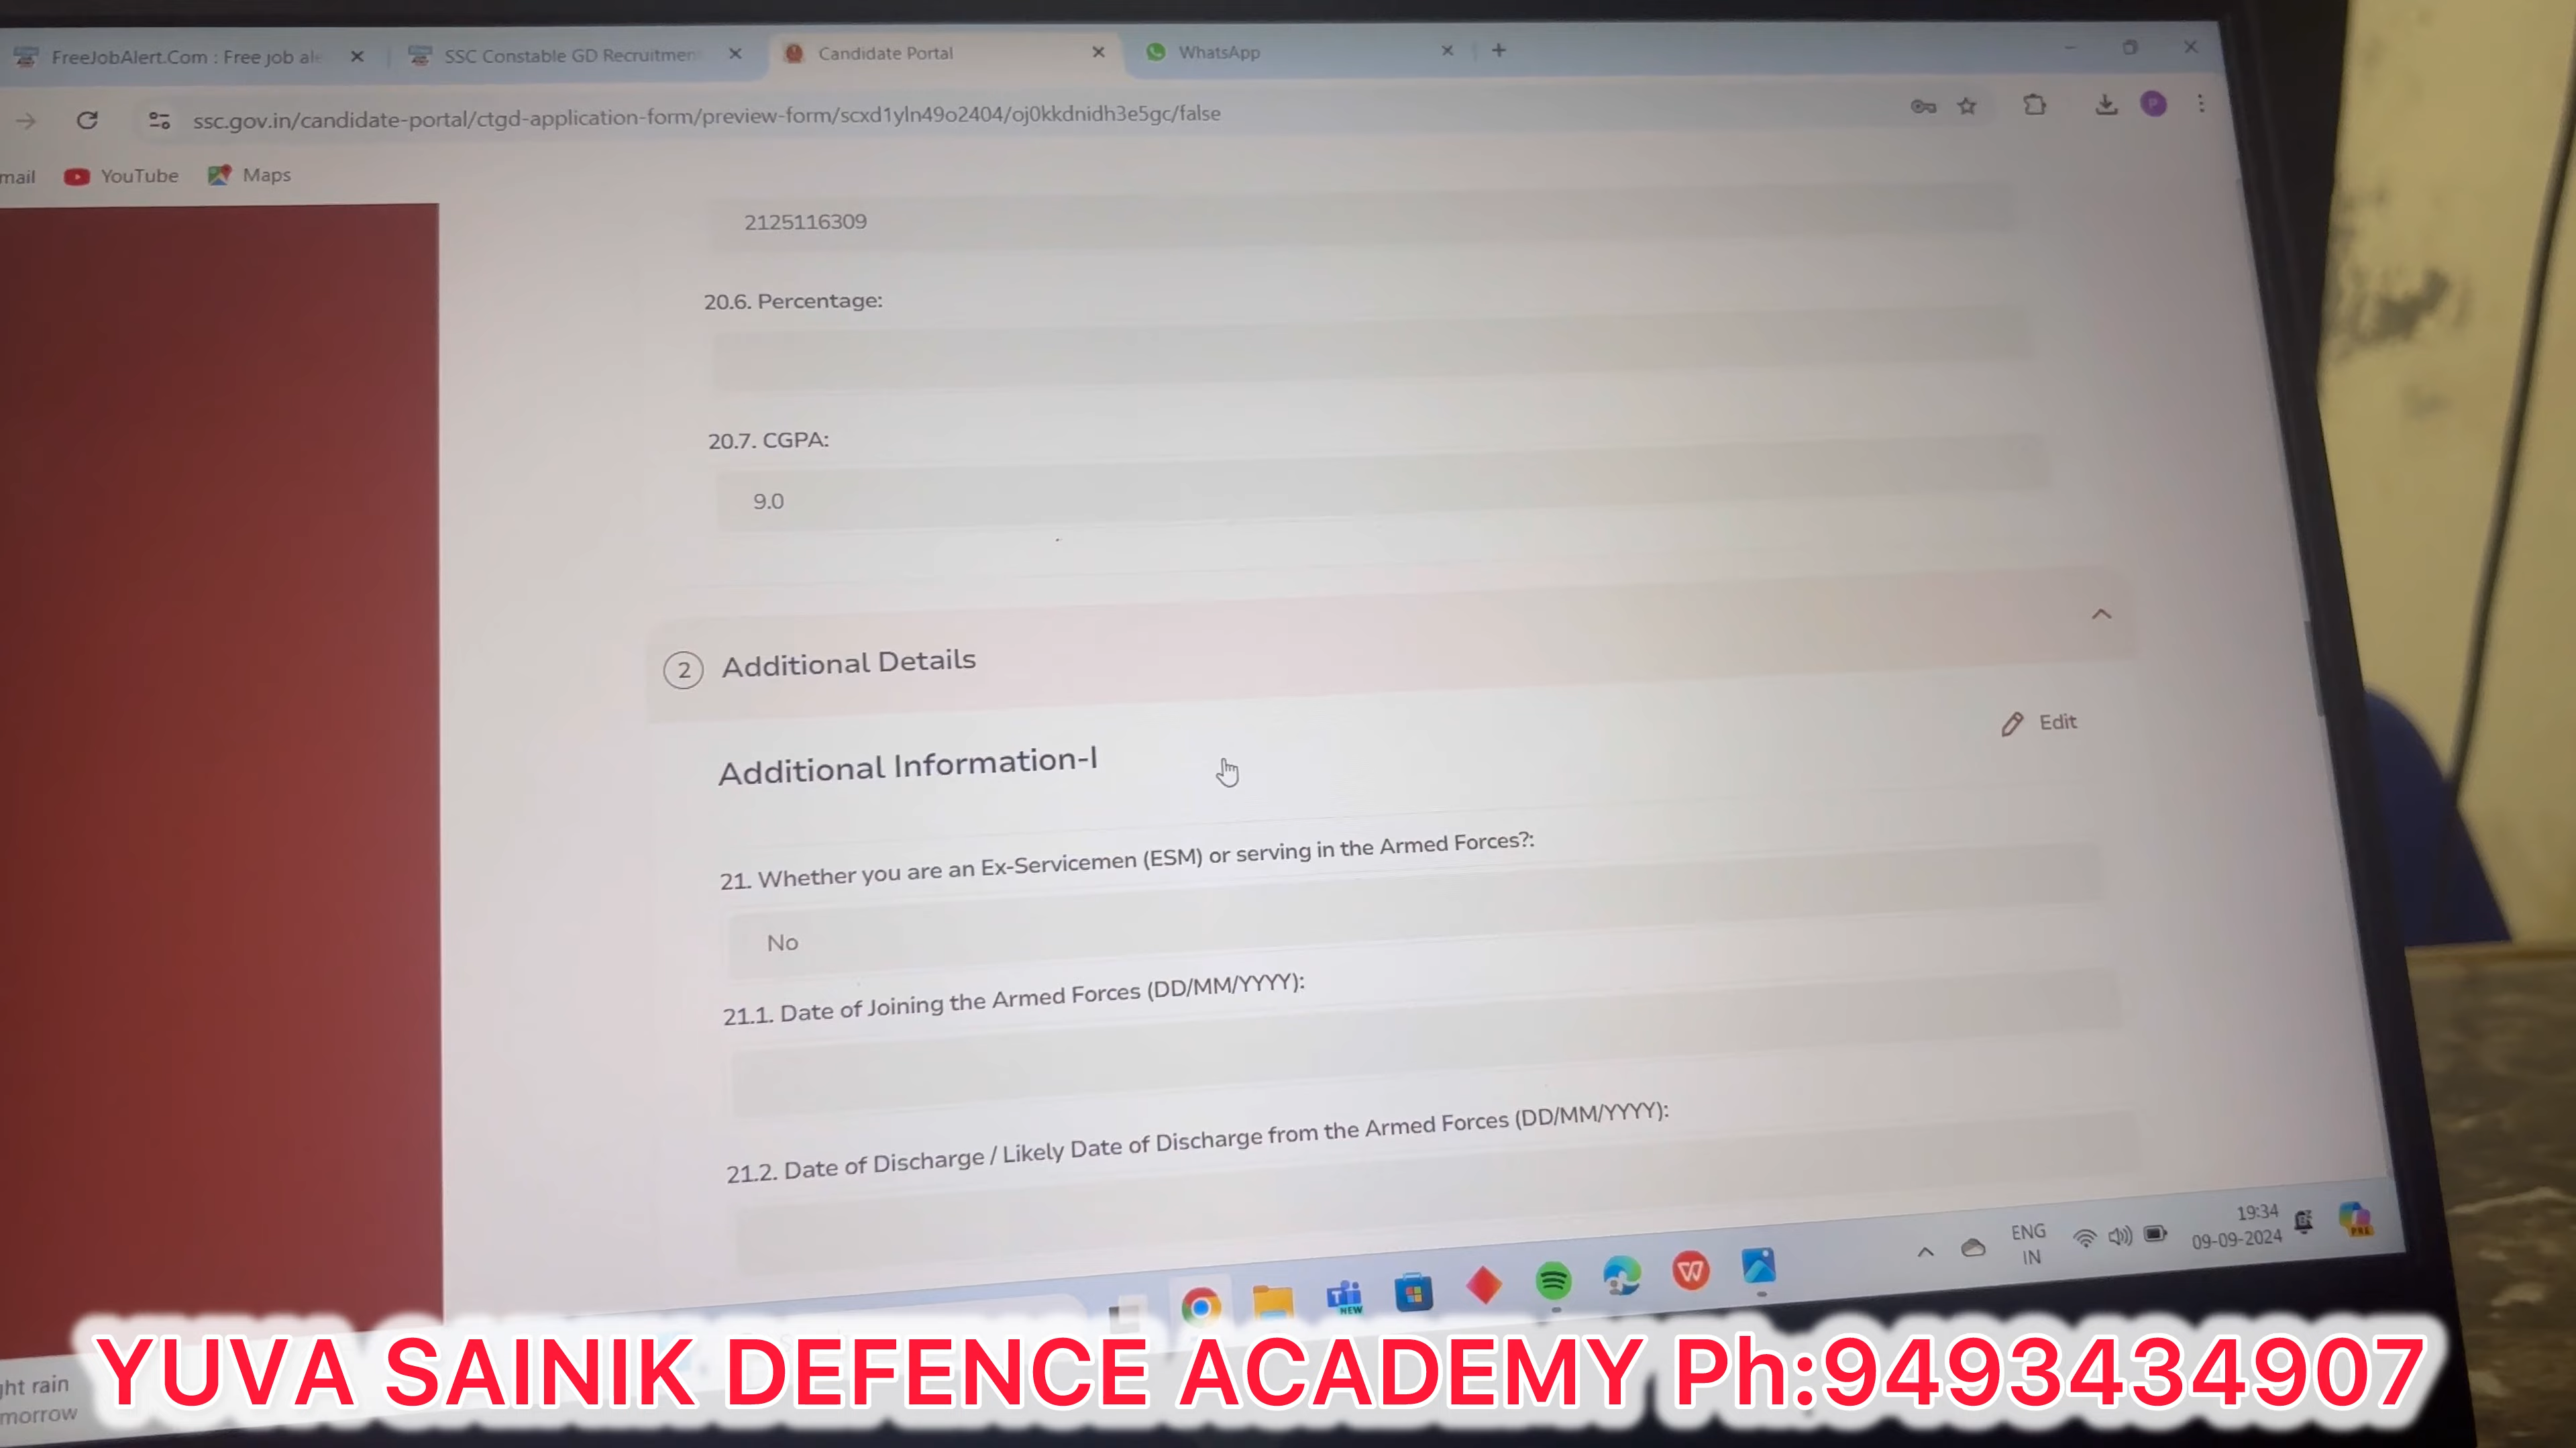 FreeJobAlert.Com : Free job ale
SSC Constable GD Recruitmen
Candidate Portal
WhatsApp
ssc.gov.in/candidate-portal/ctgd-application-form/preview-form/scxd1yln49o2404/oj0kkdnidh3e5gc/false
P
mail
YouTube
Maps
2125116309
20.6. Percentage:
20.7. CGPA:
9.0
2 Additional Details
Edit
Additional Information-I
21. Whether you are an Ex-Servicemen (ESM) or serving in the Armed Forces?:
No
21.1. Date of Joining the Armed Forces (DD/MM/YYYY):
21.2. Date of Discharge / Likely Date of Discharge from the Armed Forces (DD/MM/YYYY):
NEW
ENG
IN
19:34
09-09-2024
PRE
ght rain
morrow
YUVA SAINIK DEFENCE ACADEMY Ph:9493434907